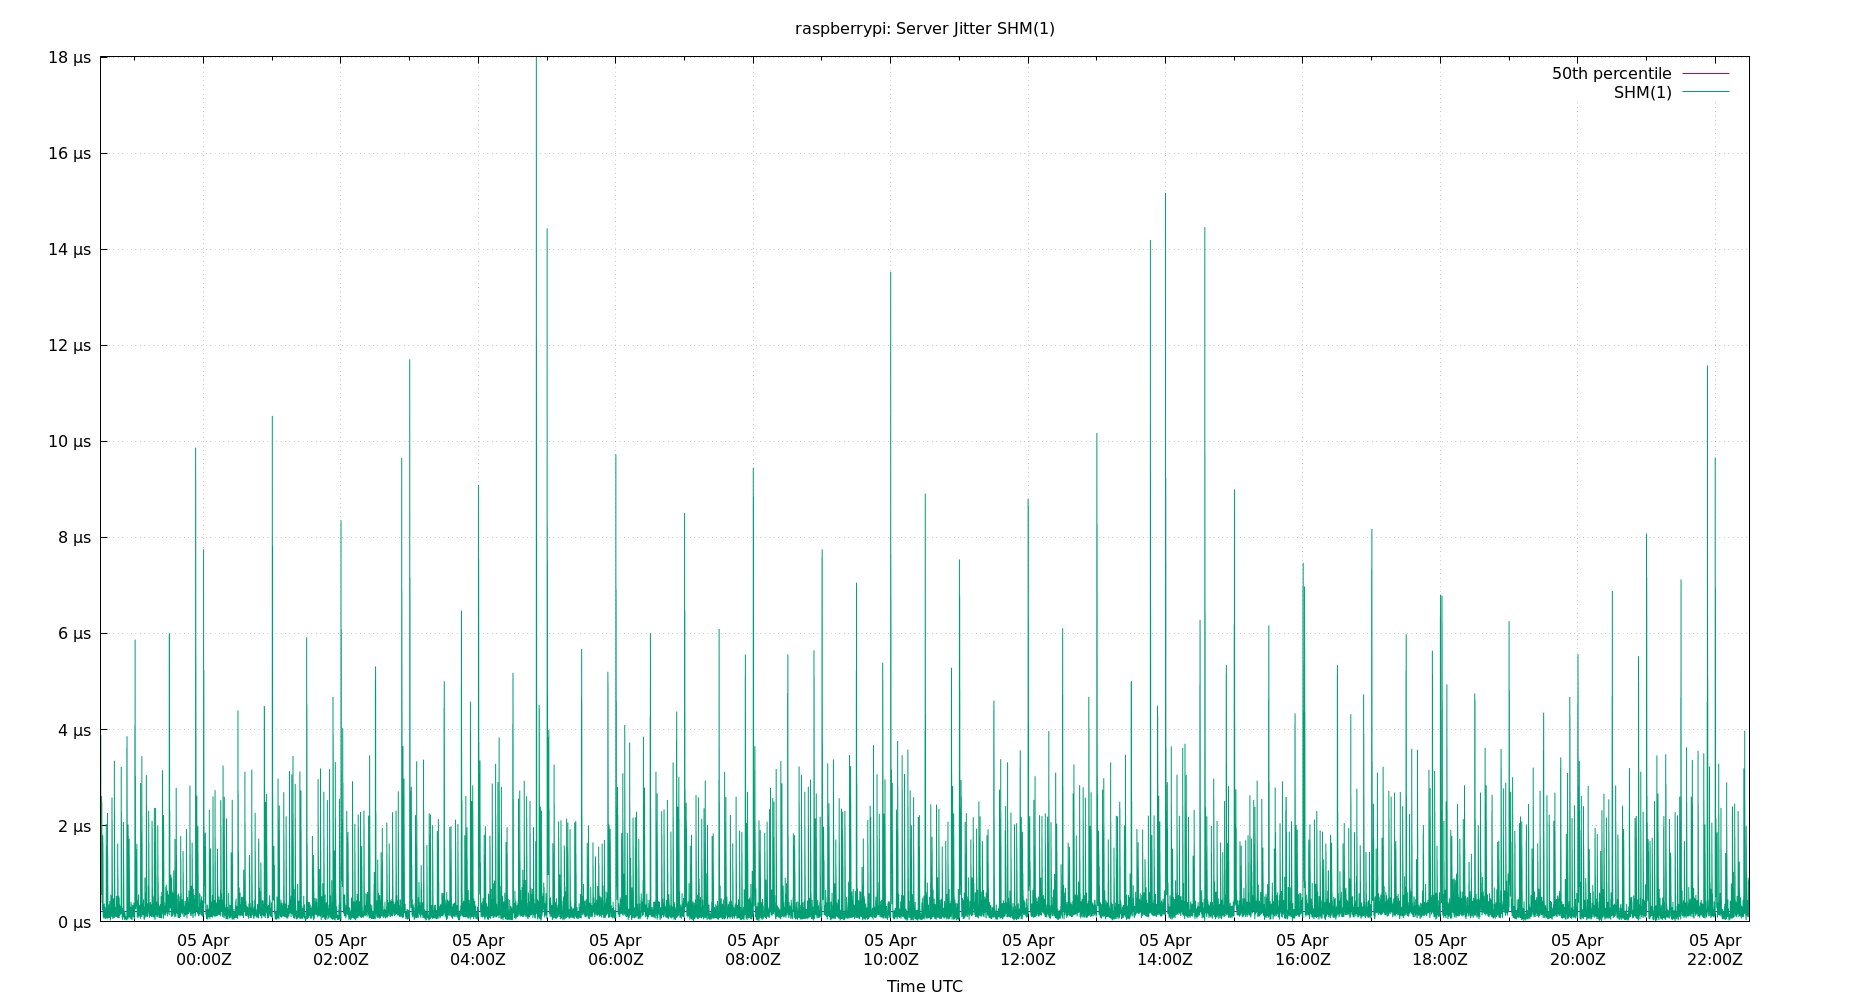 raspberrypi: Server Jitter SHM(1)
18 µs
16 µs
14 µs
12 µs
10 µs
8 µs
6 µs
4 µs
2 µs
0 µs
50th percentile
SHM(1)
05 Apr 05 Apr 05 Apr 05 Apr 05 Apr 05 Apr 05 Apr 05 Apr 05 Apr 05 Apr 05 Apr 05 Apr
00:00Z 02:00Z 04:00Z 06:00Z 08:00Z 10:00Z 12:00Z 14:00Z 16:00Z 18:00Z 20:00Z 22:00Z
Time UTC